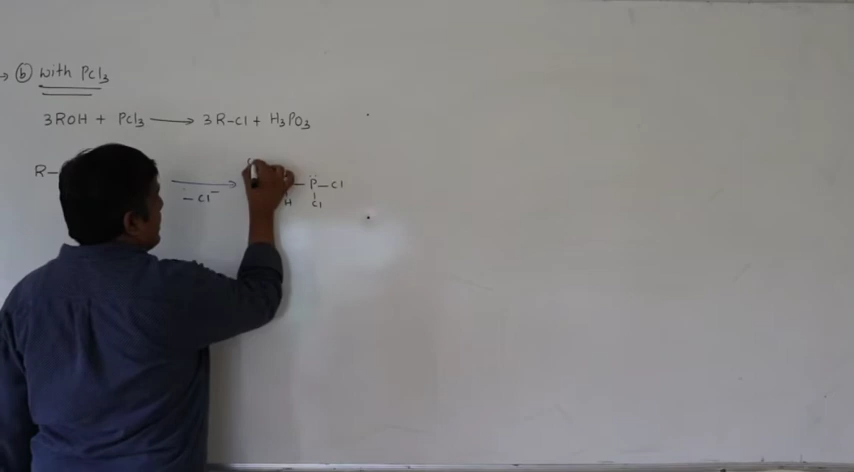 → ⓑ with PCl3
3ROH + PCl3 ⟶ 3R-Cl + H3PO3
R— ⟶ —P̈—Cl
-Cl⁻ H Cl